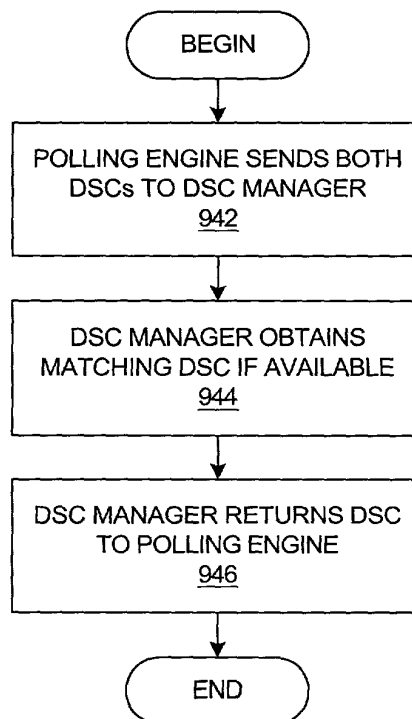 BEGIN
POLLING ENGINE SENDS BOTH
DSCs TO DSC MANAGER
942
DSC MANAGER OBTAINS
MATCHING DSC IF AVAILABLE
944
DSC MANAGER RETURNS DSC
TO POLLING ENGINE
946
END